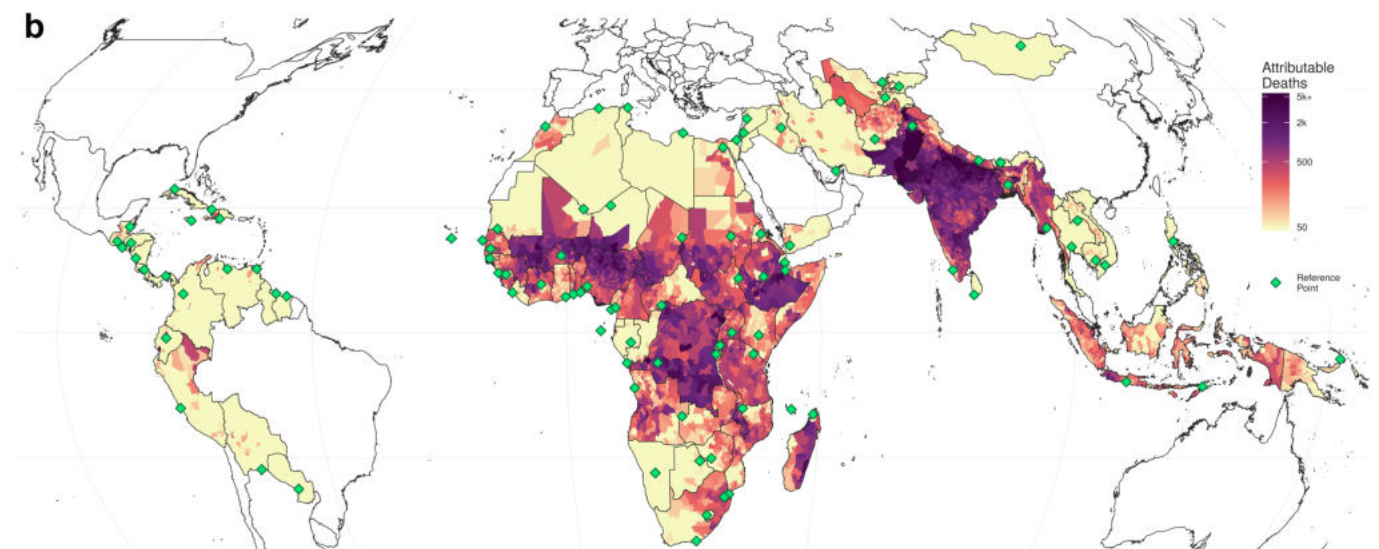 b
Attributable
Deaths
5k+
2k
500
50
Reference
Point